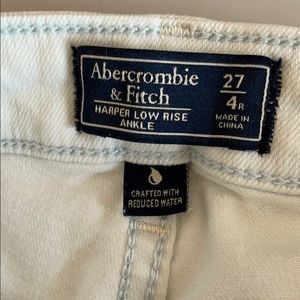 Abercrombie
& Fitch
HARPER LOW RISE
ANKLE
27
4R
MADE IN
CHINA
CRAFTED WITH
REDUCED WATER